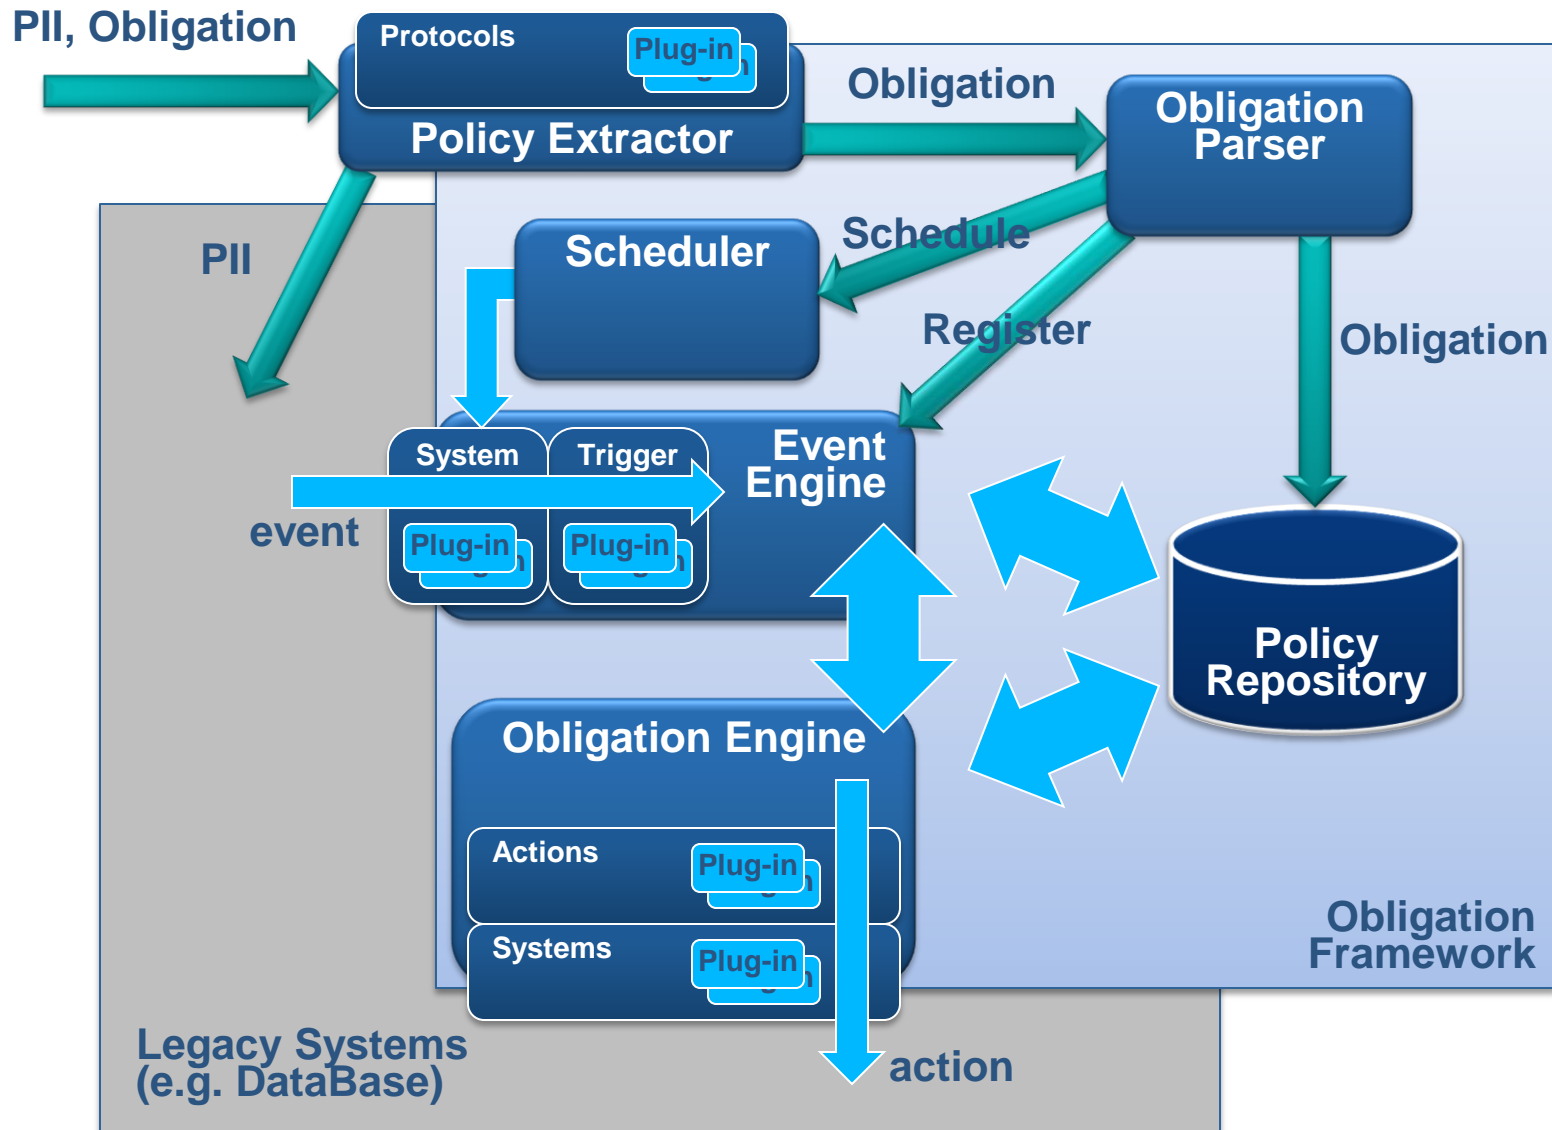 PII, Obligation
Protocols
Plug-in
Policy Extractor
Obligation
Obligation
Parser
PII
Scheduler
Schedule
Register
Obligation
System
Trigger
Event
Engine
event
Plug-in
Plug-in
Policy
Repository
Obligation Engine
Actions
Plug-in
Systems
Plug-in
Obligation
Framework
Legacy Systems
(e.g. DataBase)
action